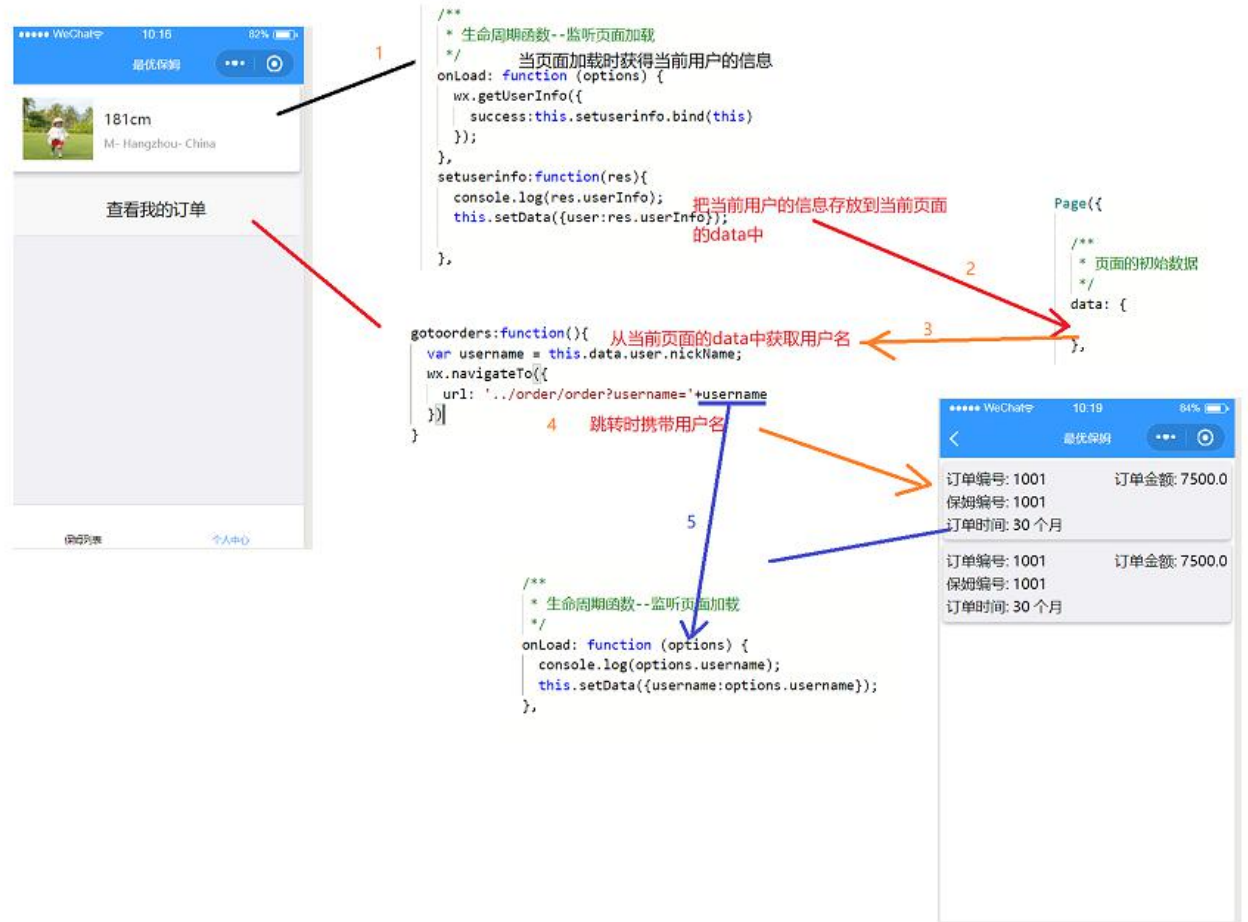 WeChat 10:16 82%
最优保姆
181cm
M- Hangzhou- China
查看我的订单
保姆列表 个人中心
1
/**
* 生命周期函数--监听页面加载
*/
当页面加载时获得当前用户的信息
onLoad: function (options) {
wx.getUserInfo({
success:this.setuserinfo.bind(this)
});
},
setuserinfo:function(res){
console.log(res.userInfo);
this.setData({user:res.userInfo});
},
把当前用户的信息存放到当前页面
的data中
2
Page({
/**
* 页面的初始数据
*/
data: {
},
3
gotoorders:function(){
从当前页面的data中获取用户名
var username = this.data.user.nickName;
wx.navigateTo({
url: '../order/order?username='+username
})
}
4 跳转时携带用户名
5
/**
* 生命周期函数--监听页面加载
*/
onLoad: function (options) {
console.log(options.username);
this.setData({username:options.username});
},
WeChat 10:19 84%
最优保姆
订单编号: 1001 订单金额: 7500.0
保姆编号: 1001
订单时间: 30 个月
订单编号: 1001 订单金额: 7500.0
保姆编号: 1001
订单时间: 30 个月